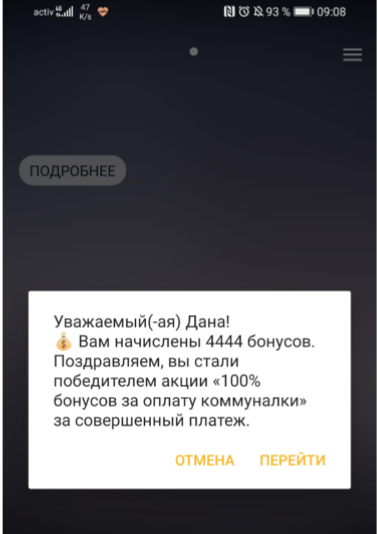 activ 4G 47 K/s 93 % 09:08
ПОДРОБНЕЕ
Уважаемый(-ая) Дана!
💰 Вам начислены 4444 бонусов.
Поздравляем, вы стали
победителем акции «100%
бонусов за оплату коммуналки»
за совершенный платеж.
ОТМЕНА ПЕРЕЙТИ